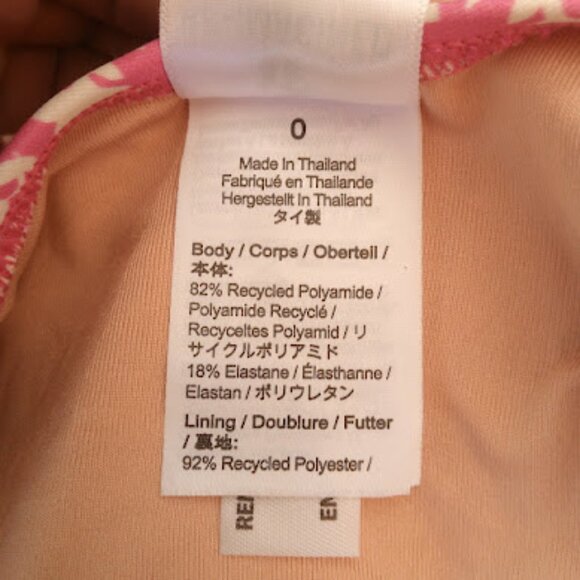 0
Made In Thailand
Fabriqué en Thailande
Hergestellt In Thailand
タイ製
Body / Corps / Oberteil /
本体:
82% Recycled Polyamide /
Polyamide Recyclé /
Recyceltes Polyamid / リ
サイクルポリアミド
18% Elastane / Élasthanne /
Elastan / ポリウレタン
Lining / Doublure / Futter
/ 裏地:
92% Recycled Polyester /
REM
EN